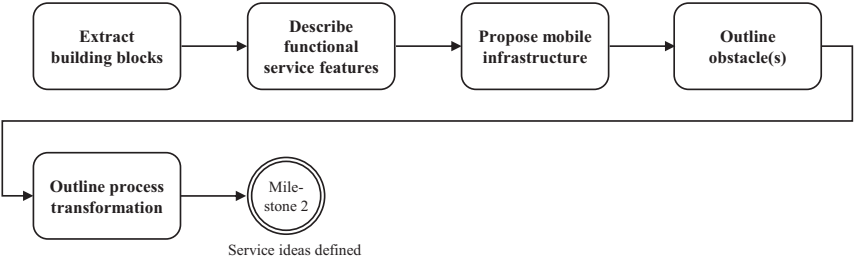 Extract
building blocks
Describe
functional
service features
Propose mobile
infrastructure
Outline
obstacle(s)
Outline process
transformation
Mile-
stone 2
Service ideas defined